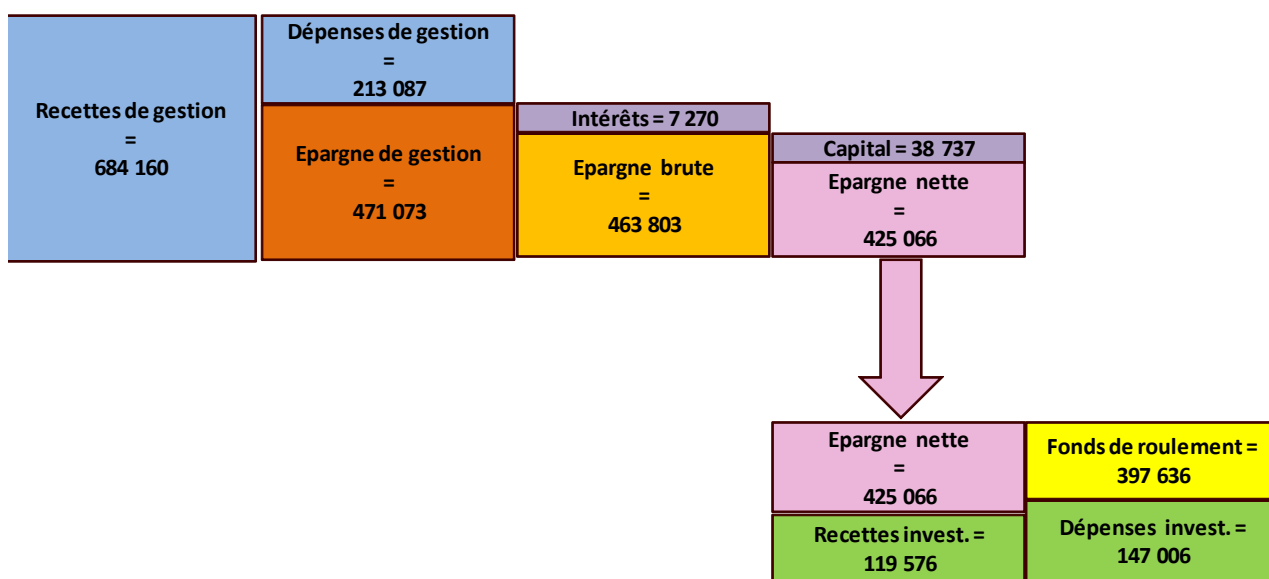 Recettes de gestion
=
684 160
Dépenses de gestion
=
213 087
Epargne de gestion
=
471 073
Intérêts = 7 270
Epargne brute
=
463 803
Capital = 38 737
Epargne nette
=
425 066
Epargne nette
=
425 066
Recettes invest. =
119 576
Fonds de roulement =
397 636
Dépenses invest. =
147 006